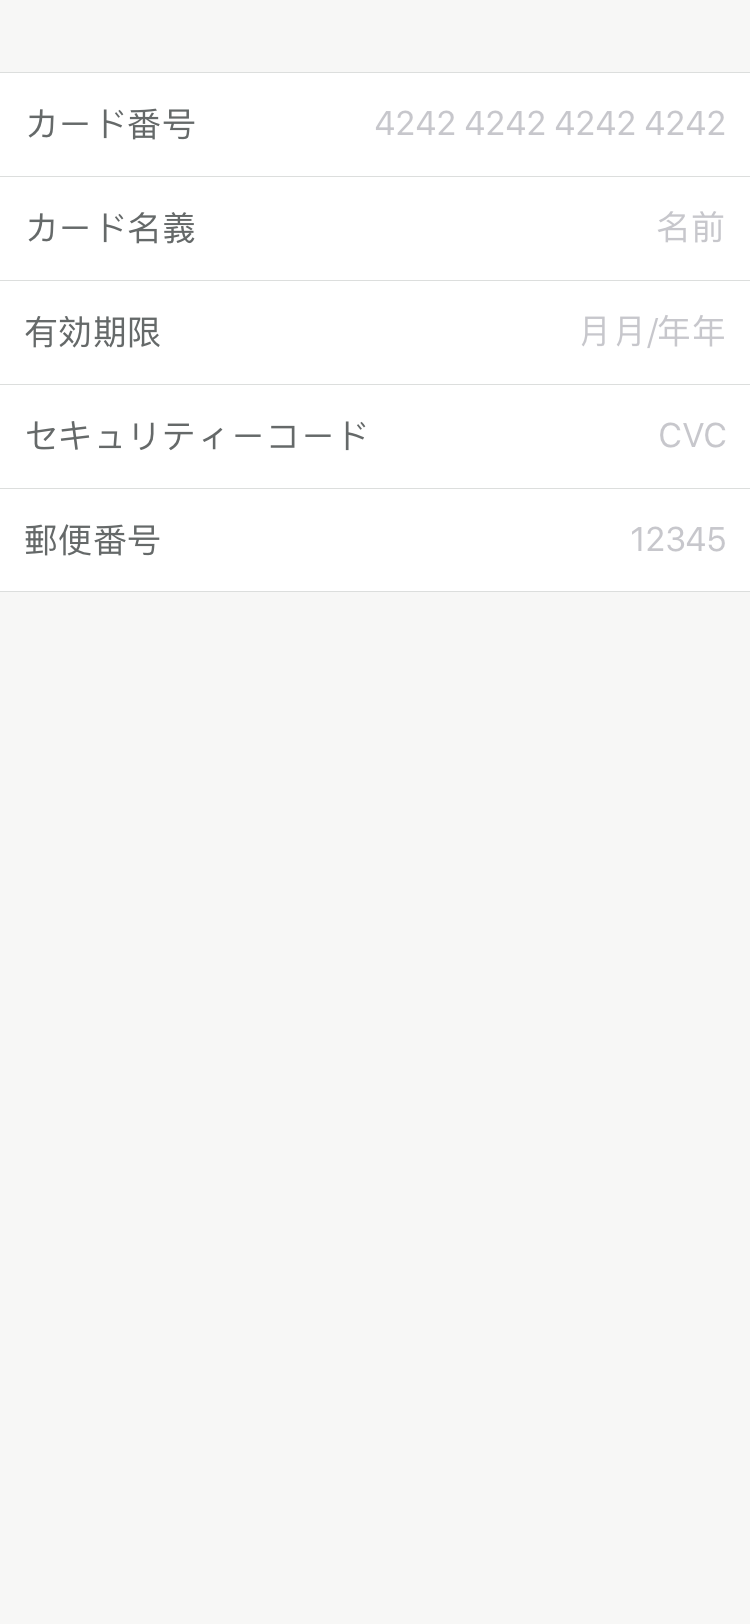 カード番号 4242 4242 4242 4242
カード名義 名前
有効期限 月月/年年
セキュリティーコード CVC
郵便番号 12345